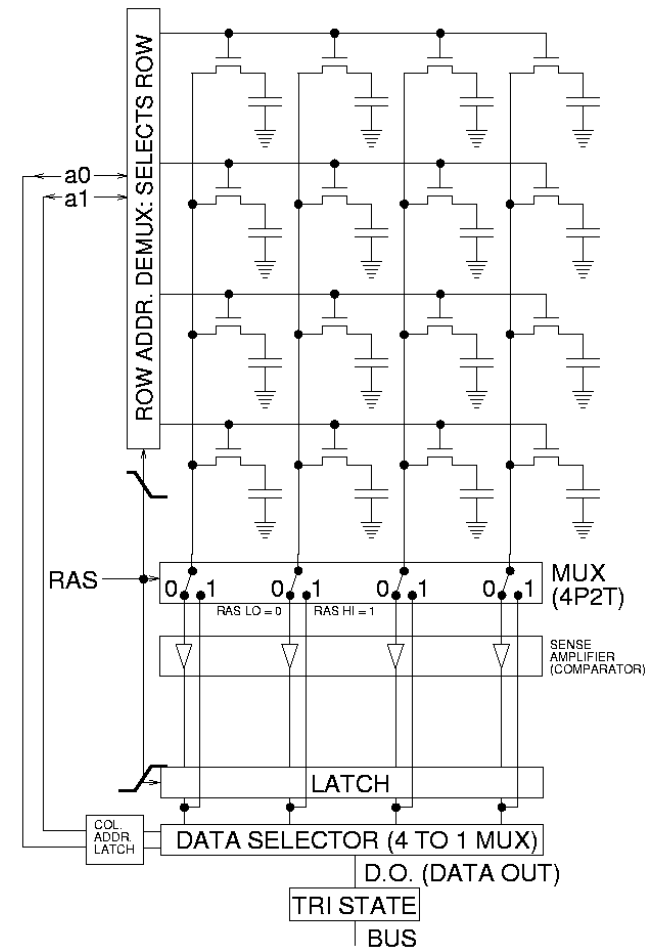 ROW ADDR. DEMUX: SELECTS ROW
a0
a1
RAS
0 1
0 1
0 1
0 1
RAS LO = 0
RAS HI = 1
MUX
(4P2T)
SENSE
AMPLIFIER
(COMPARATOR)
LATCH
COL.
ADDR.
LATCH
DATA SELECTOR (4 TO 1 MUX)
D.O. (DATA OUT)
TRI STATE
BUS